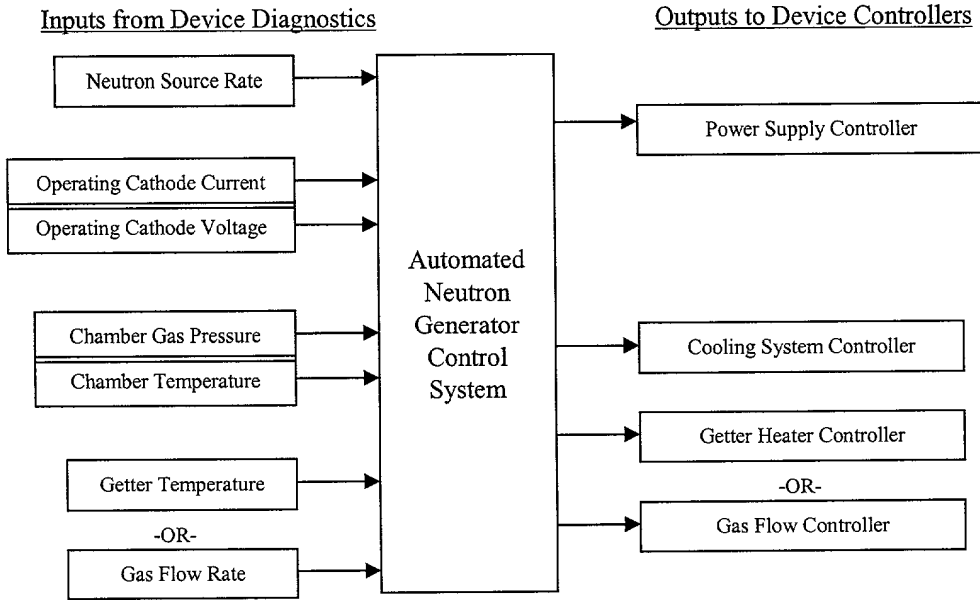 Inputs from Device Diagnostics
Neutron Source Rate
Operating Cathode Current
Operating Cathode Voltage
Chamber Gas Pressure
Chamber Temperature
Getter Temperature
-OR-
Gas Flow Rate
Automated
Neutron
Generator
Control
System
Outputs to Device Controllers
Power Supply Controller
Cooling System Controller
Getter Heater Controller
-OR-
Gas Flow Controller